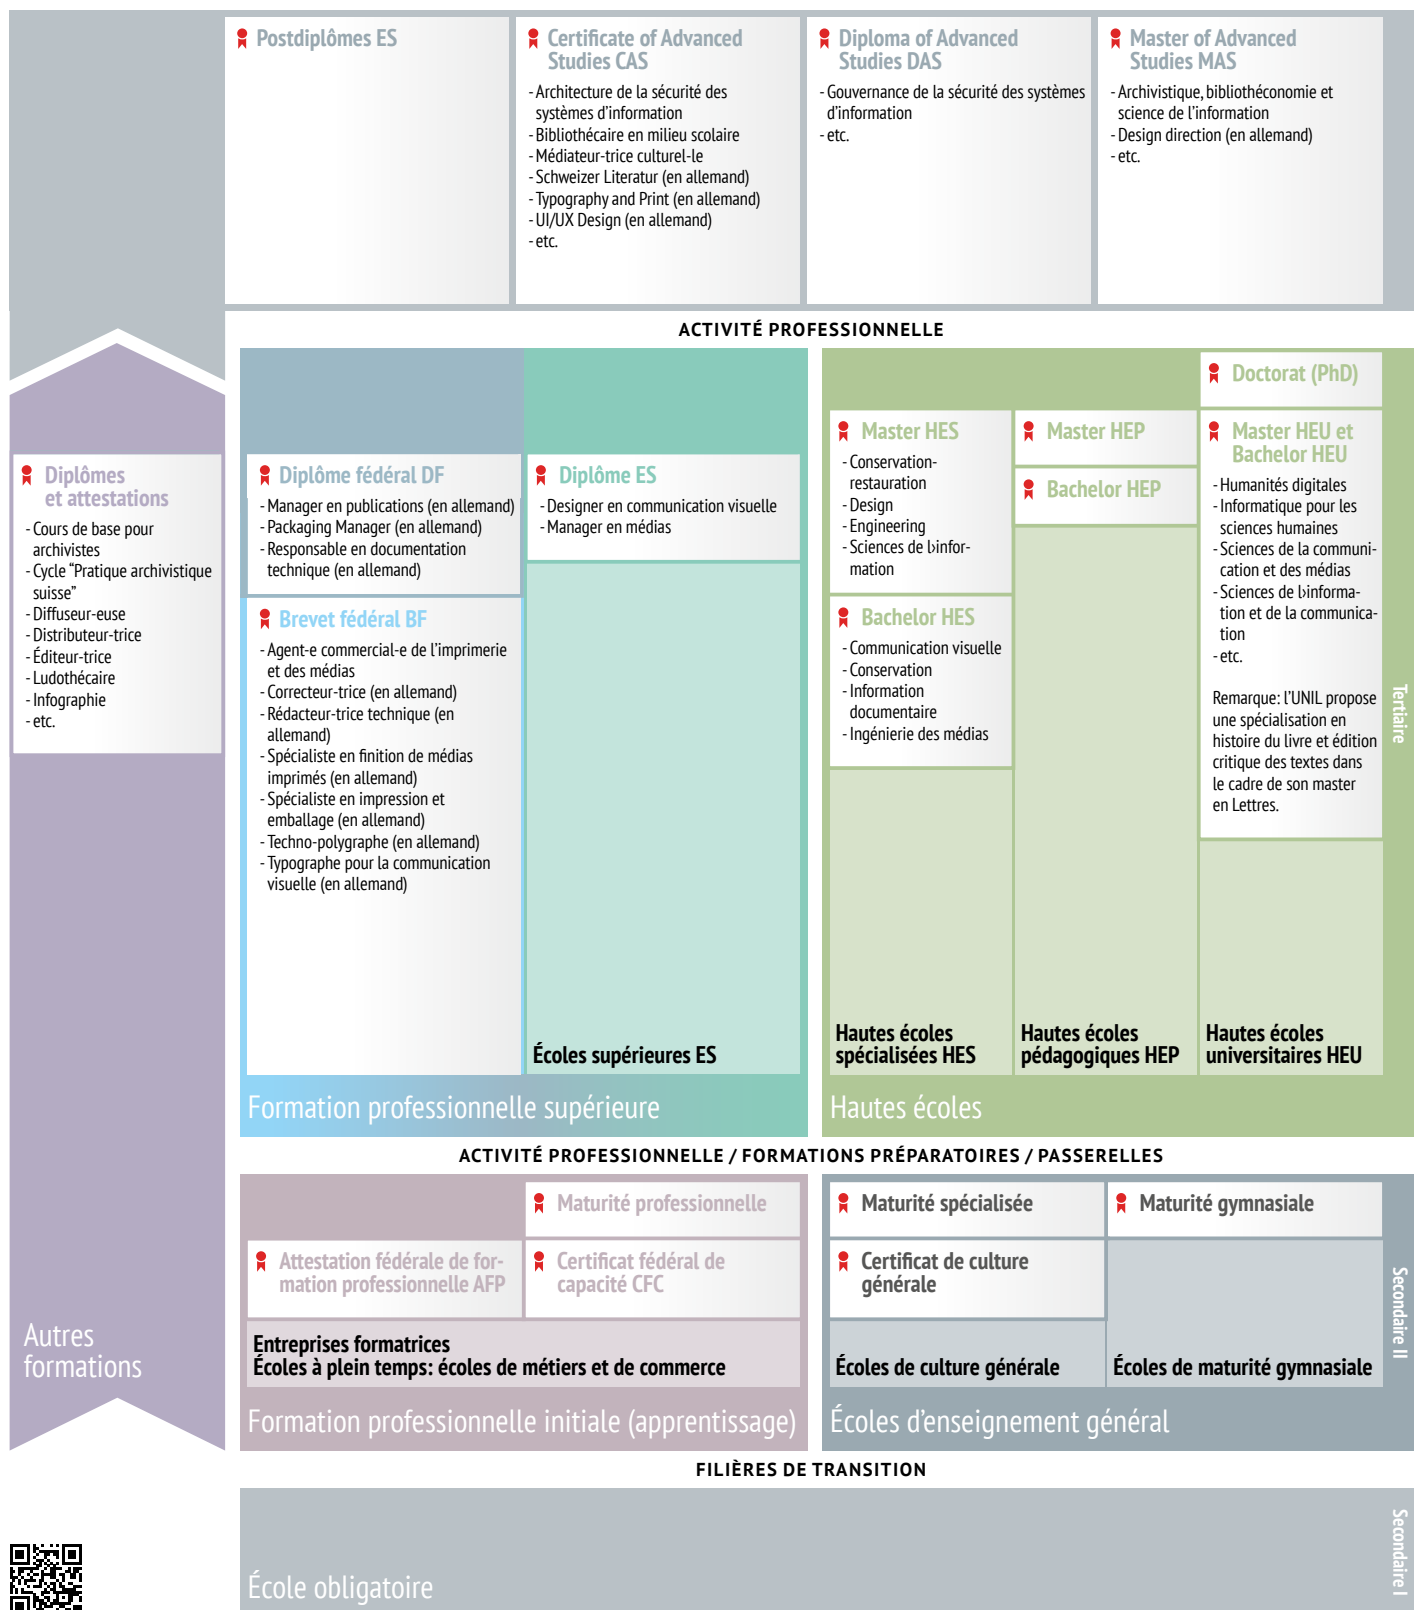 Postdiplômes ES
Certificate of Advanced
Studies CAS
- Architecture de la sécurité des
systèmes d'information
- Bibliothécaire en milieu scolaire
- Médiateur-trice culturel-le
- Schweizer Literatur (en allemand)
- Typography and Print (en allemand)
- UI/UX Design (en allemand)
- etc.
Diploma of Advanced
Studies DAS
- Gouvernance de la sécurité des systèmes
d'information
- etc.
Master of Advanced
Studies MAS
- Archivistique, bibliothéconomie et
science de l'information
- Design direction (en allemand)
- etc.
ACTIVITÉ PROFESSIONNELLE
Diplômes
et attestations
- Cours de base pour
archivistes
- Cycle “Pratique archivistique
suisse”
- Diffuseur-euse
- Distributeur-trice
- Éditeur-trice
- Ludothécaire
- Infographie
- etc.
Autres
formations
Diplôme fédéral DF
- Manager en publications (en allemand)
- Packaging Manager (en allemand)
- Responsable en documentation
technique (en allemand)
Brevet fédéral BF
- Agent-e commercial-e de l'imprimerie
et des médias
- Correcteur-trice (en allemand)
- Rédacteur-trice technique (en
allemand)
- Spécialiste en finition de médias
imprimés (en allemand)
- Spécialiste en impression et
emballage (en allemand)
- Techno-polygraphe (en allemand)
- Typographe pour la communication
visuelle (en allemand)
Diplôme ES
- Designer en communication visuelle
- Manager en médias
Écoles supérieures ES
Formation professionnelle supérieure
Master HES
- Conservation-
restauration
- Design
- Engineering
- Sciences de l›infor-
mation
Bachelor HES
- Communication visuelle
- Conservation
- Information
documentaire
- Ingénierie des médias
Hautes écoles
spécialisées HES
Master HEP
Bachelor HEP
Hautes écoles
pédagogiques HEP
Doctorat (PhD)
Master HEU et
Bachelor HEU
- Humanités digitales
- Informatique pour les
sciences humaines
- Sciences de la communi-
cation et des médias
- Sciences de l›informa-
tion et de la communica-
tion
- etc.
Remarque: l'UNIL propose
une spécialisation en
histoire du livre et édition
critique des textes dans
le cadre de son master
en Lettres.
Hautes écoles
universitaires HEU
Hautes écoles
Tertiaire
ACTIVITÉ PROFESSIONNELLE / FORMATIONS PRÉPARATOIRES / PASSERELLES
Maturité professionnelle
Attestation fédérale de for-
mation professionnelle AFP
Certificat fédéral de
capacité CFC
Entreprises formatrices
Écoles à plein temps: écoles de métiers et de commerce
Formation professionnelle initiale (apprentissage)
Maturité spécialisée
Certificat de culture
générale
Écoles de culture générale
Maturité gymnasiale
Écoles de maturité gymnasiale
Écoles d'enseignement général
Secondaire II
FILIÈRES DE TRANSITION
École obligatoire
Secondaire I